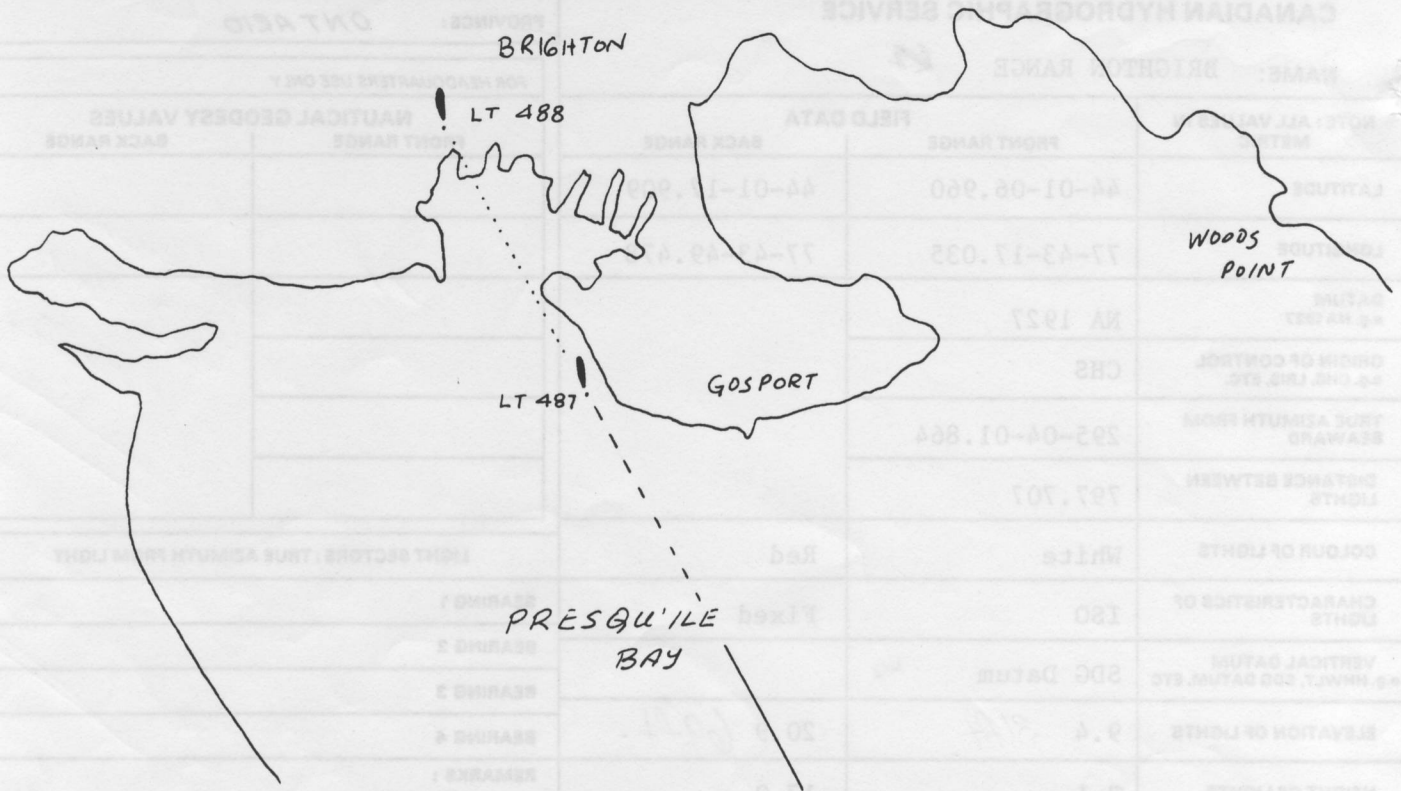 BRIGHTON
LT 488
WOODS
POINT
GOSPORT
LT 487
PRESQU'ILE
BAY
CANADIAN HYDROGRAPHIC SERVICE
PROVINCE: ONTARIO
NAME: BRIGHTON RANGE
FOR HEADQUARTERS USE ONLY
NOTE: ALL VALUES IN
METRIC
FIELD DATA
NAUTICAL GEODESY VALUES
FRONT RANGE
BACK RANGE
FRONT RANGE
BACK RANGE
LATITUDE
44-01-06.960
44-01-17.909
LONGITUDE
77-43-17.035
DATUM
e.g. NA 1927
NA 1927
ORIGIN OF CONTROL
e.g. CHS, LRIS, ETC.
CHS
TRUE AZIMUTH FROM
SEAWARD
295-04-01.864
DISTANCE BETWEEN
LIGHTS
797.707
COLOUR OF LIGHTS
White
Red
LIGHT SECTORS: TRUE AZIMUTH FROM LIGHT
CHARACTERISTICS OF
LIGHTS
ISO
Fixed
BEARING 1
BEARING 2
VERTICAL DATUM
e.g. HHWLT, SDG DATUM, ETC
SDG Datum
BEARING 3
ELEVATION OF LIGHTS
9.4
20.9
BEARING 4
REMARKS: